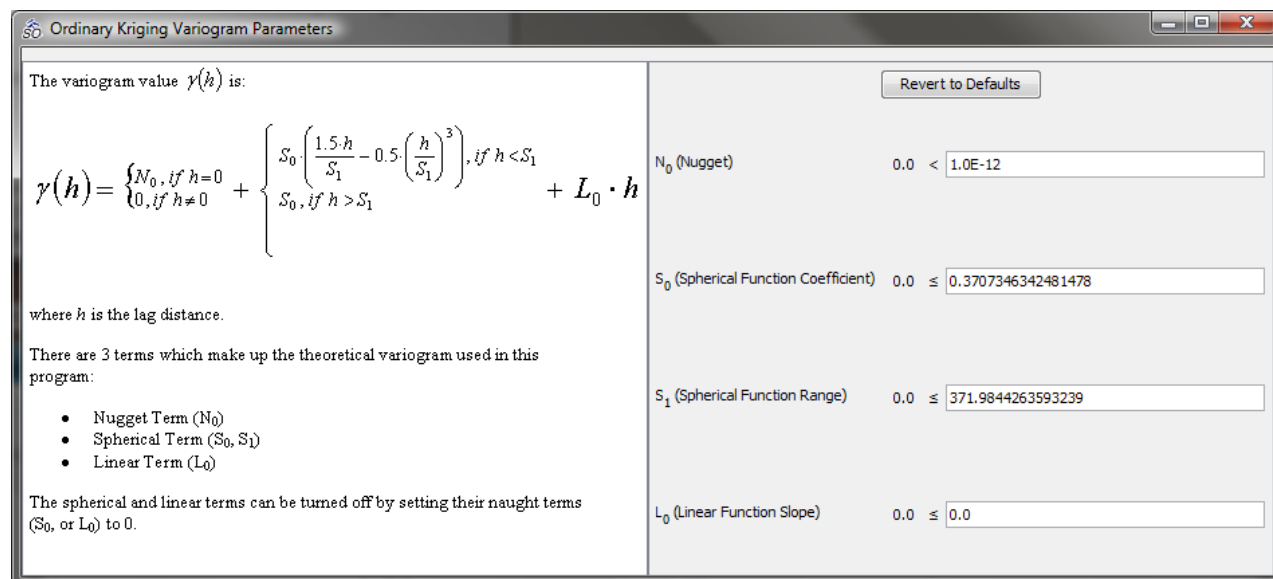 Ordinary Kriging Variogram Parameters
The variogram value γ(h) is:
γ(h) = {N₀, if h=0 0, if h≠0 + { S₀·(1.5·h/S₁ − 0.5·(h/S₁)³), if h<S₁ S₀, if h>S₁ + L₀ · h
where h is the lag distance.
There are 3 terms which make up the theoretical variogram used in this
program:
• Nugget Term (N₀)
• Spherical Term (S₀, S₁)
• Linear Term (L₀)
The spherical and linear terms can be turned off by setting their naught terms
(S₀, or L₀) to 0.
Revert to Defaults
N₀ (Nugget) 0.0 < 1.0E-12
S₀ (Spherical Function Coefficient) 0.0 ≤ 0.3707346342481478
S₁ (Spherical Function Range) 0.0 ≤ 371.9844263593239
L₀ (Linear Function Slope) 0.0 ≤ 0.0